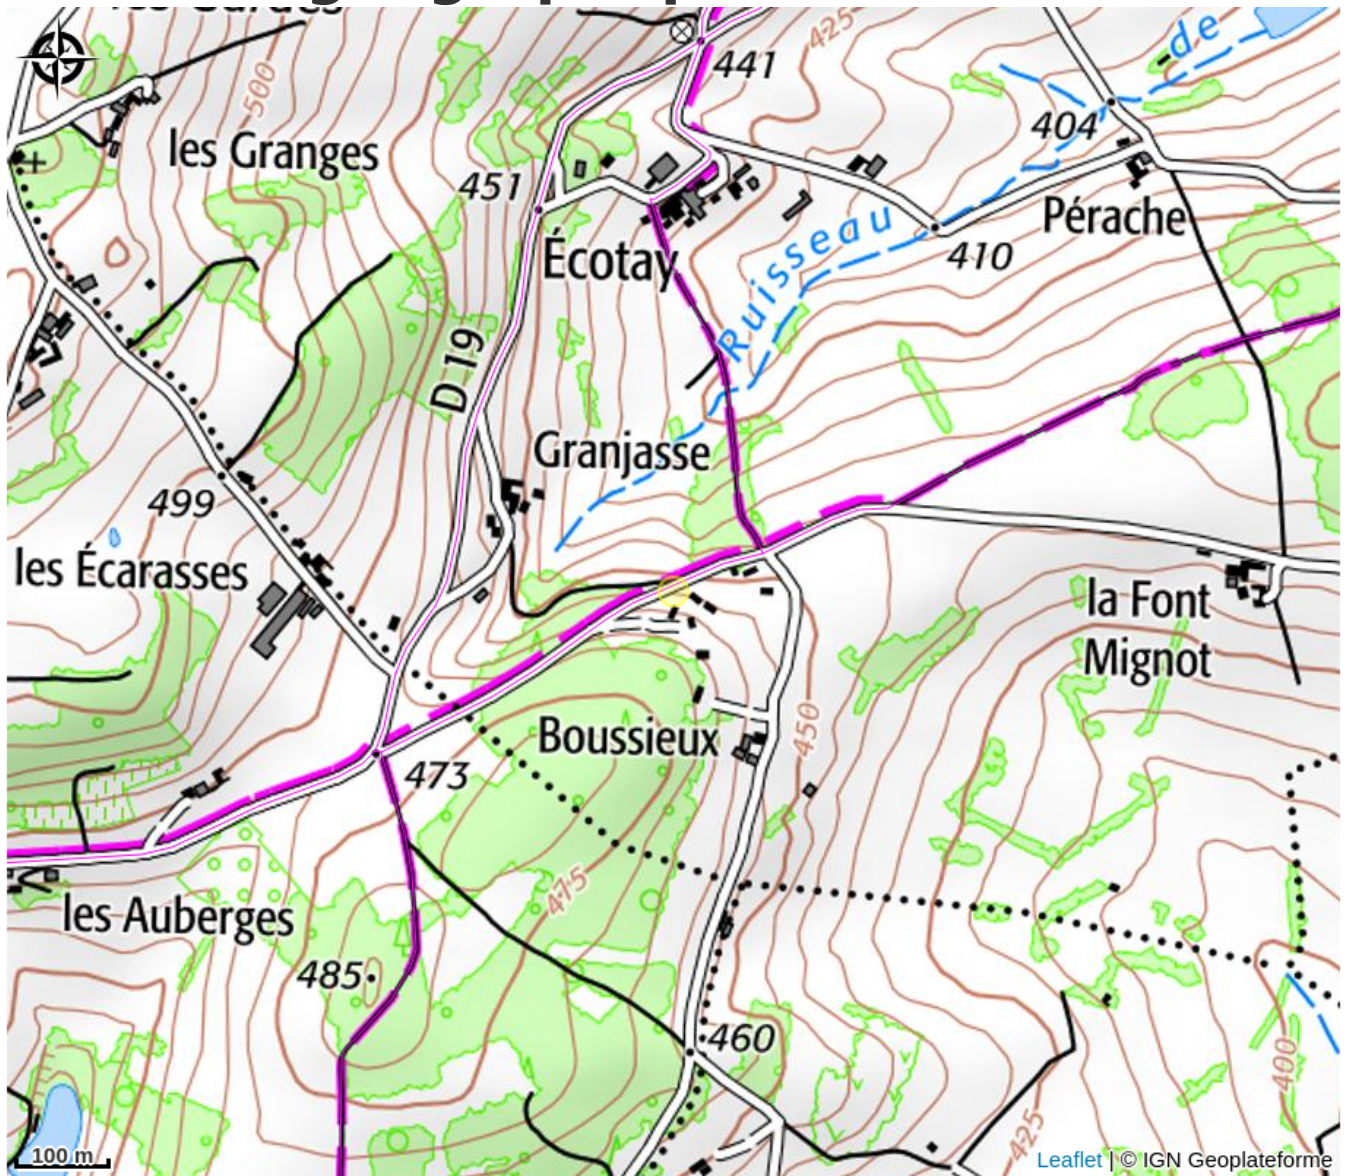 425
de
441
500
404
les Granges
451
Pérache
Ruisseau
Écotay
410
D 19
Granjasse
499
les Écarasses
la Font
Mignot
450
Boussieux
473
475
les Auberges
485
460
400
425
100 m
Leaflet | © IGN Geoplateforme